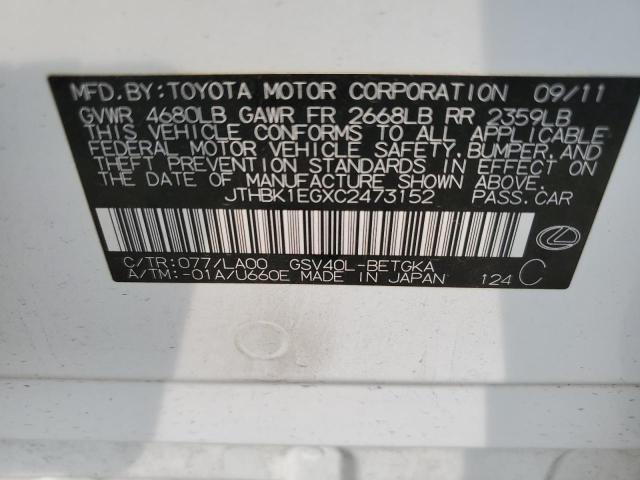 MFD.BY:TOYOTA MOTOR CORPORATION 09/11
GVWR 4680LB GAWR FR 2668LB RR 2359LB
THIS VEHICLE CONFORMS TO ALL APPLICABLE
FEDERAL MOTOR VEHICLE SAFETY,BUMPER,AND
THEFT PREVENTION STANDARDS IN EFFECT ON
THE DATE OF MANUFACTURE SHOWN ABOVE.
JTHBK1EGXC2473152 PASS.CAR
C/TR:077/LA00 GSV40L-BETGKA
A/TM:-01A/U660E MADE IN JAPAN 124 C